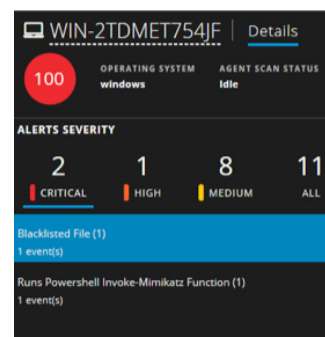 WIN-2TDMET754JF Details
100
OPERATING SYSTEM AGENT SCAN STATUS
windows Idle
ALERTS SEVERITY
2 1 8 11
CRITICAL HIGH MEDIUM ALL
Blacklisted File (1)
1 event(s)
Runs Powershell Invoke-Mimikatz Function (1)
1 event(s)